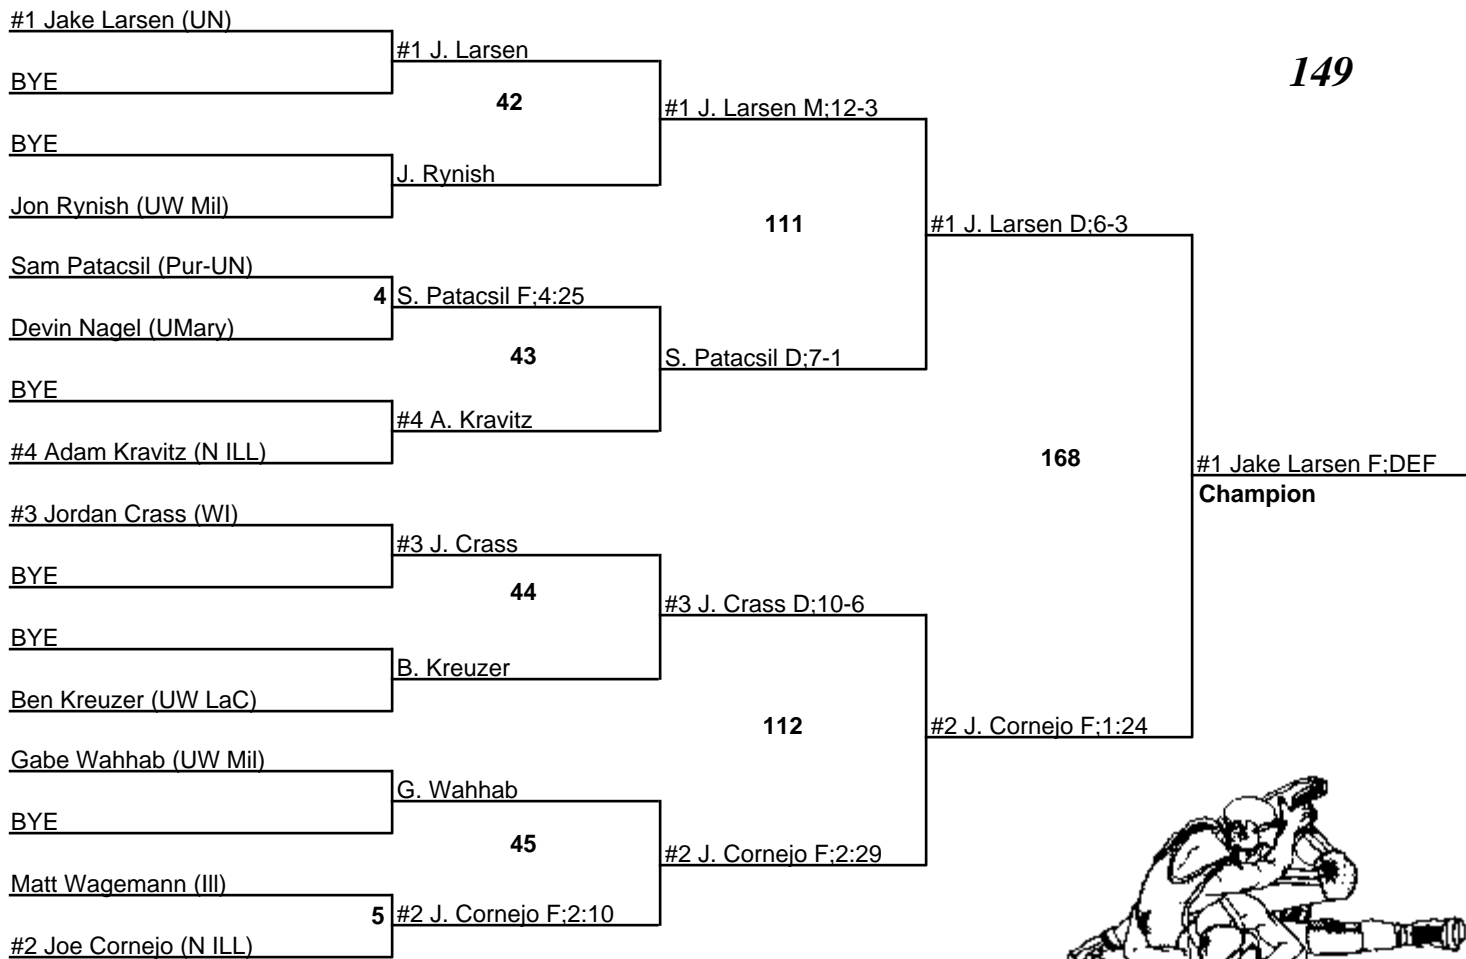 #1 Jake Larsen (UN)
BYE
BYE
Jon Rynish (UW Mil)
Sam Patacsil (Pur-UN)
Devin Nagel (UMary)
BYE
#4 Adam Kravitz (N ILL)
#3 Jordan Crass (WI)
BYE
BYE
Ben Kreuzer (UW LaC)
Gabe Wahhab (UW Mil)
BYE
Matt Wagemann (Ill)
#2 Joe Cornejo (N ILL)
#1 J. Larsen
42
J. Rynish
4
S. Patacsil F;4:25
43
#4 A. Kravitz
#3 J. Crass
44
B. Kreuzer
G. Wahhab
45
5
#2 J. Cornejo F;2:10
#1 J. Larsen M;12-3
111
S. Patacsil D;7-1
#3 J. Crass D;10-6
112
#2 J. Cornejo F;2:29
#1 J. Larsen D;6-3
168
#2 J. Cornejo F;1:24
#1 Jake Larsen F;DEF
Champion
149